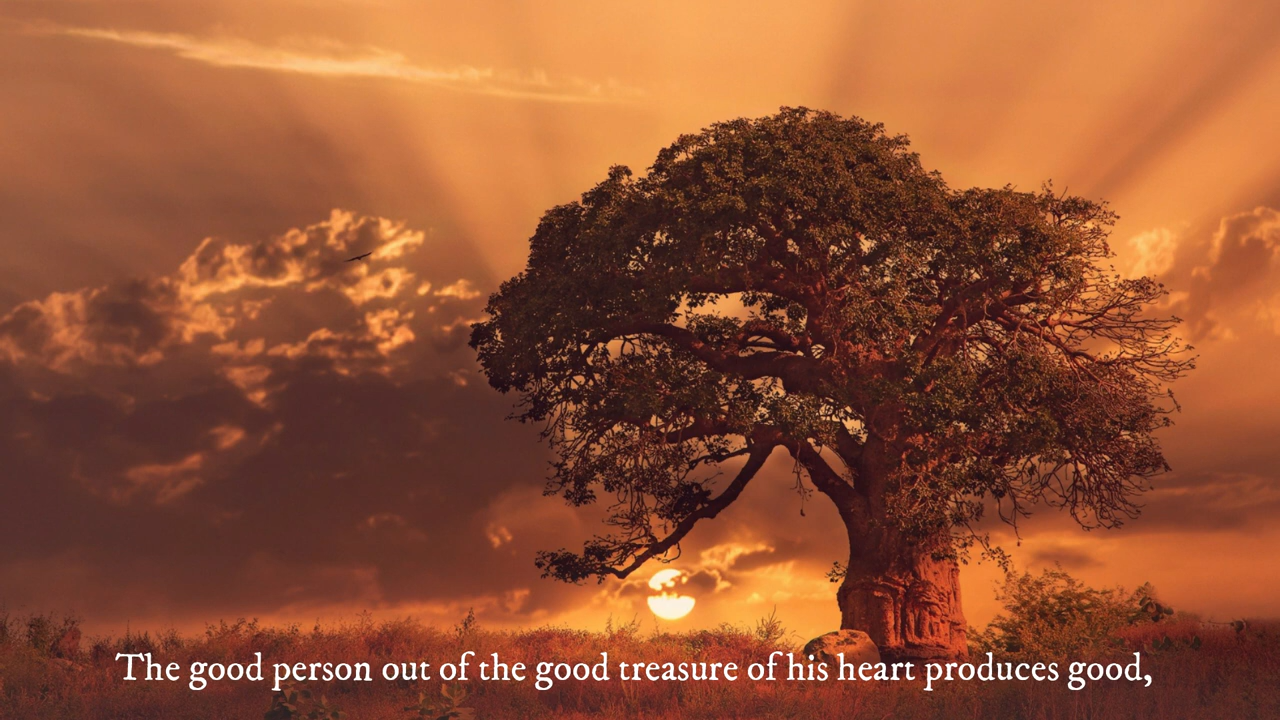 The good person out of the good treasure of his heart produces good,